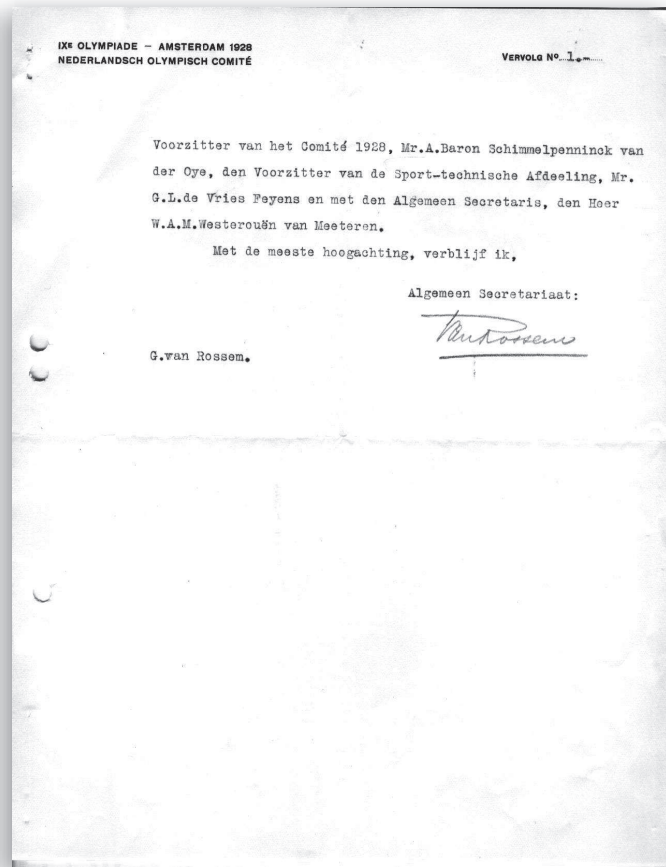 IXE OLYMPIADE – AMSTERDAM 1928
NEDERLANDSCH OLYMPISCH COMITÉ
VERVOLG No 1.-
Voorzitter van het Comité 1928, Mr.A.Baron Schimmelpenninck van
der Oye, den Voorzitter van de Sport-technische Afdeeling, Mr.
G.L.de Vries Feyens en met den Algemeen Secretaris, den Heer
W.A.M.Westerouën van Meeteren.
Met de meeste hoogachting, verblijf ik,
Algemeen Secretariaat:
VanRossem
G.van Rossem.